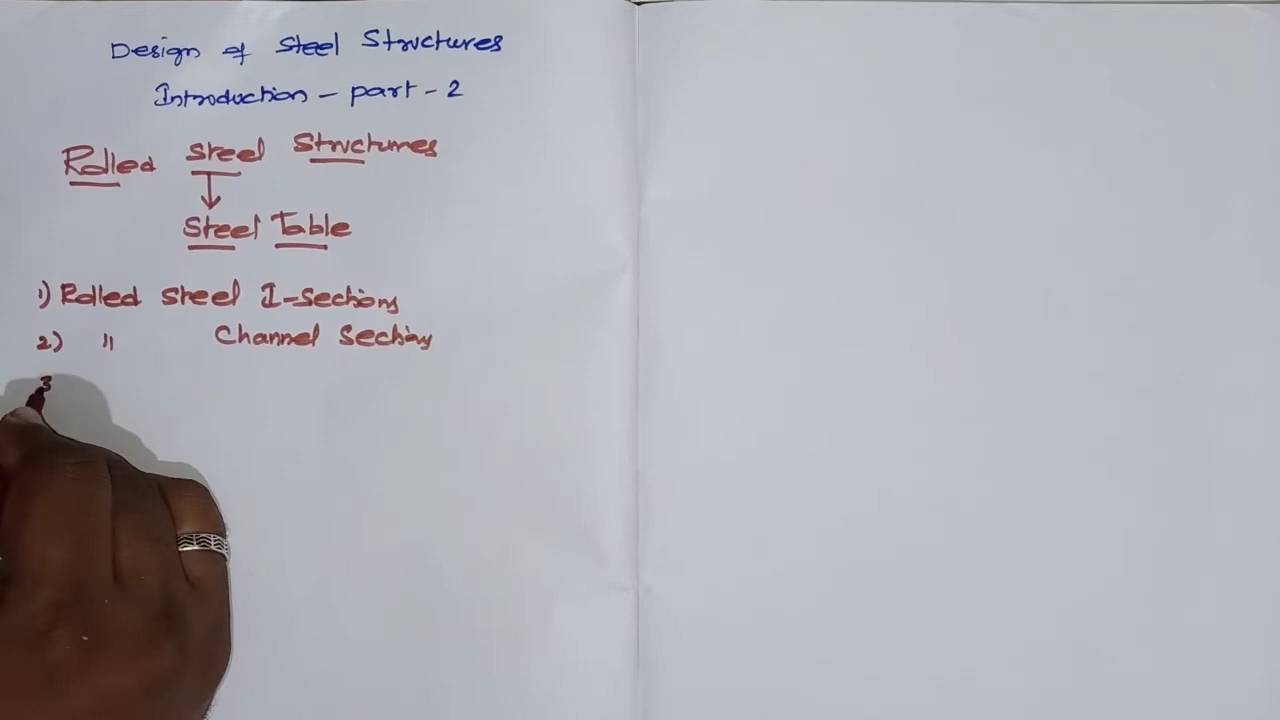 Design of Steel Structures
Introduction - part - 2
Rolled Steel Structures
Steel Table
1) Rolled Steel I-Sections
2) " Channel Sections
3